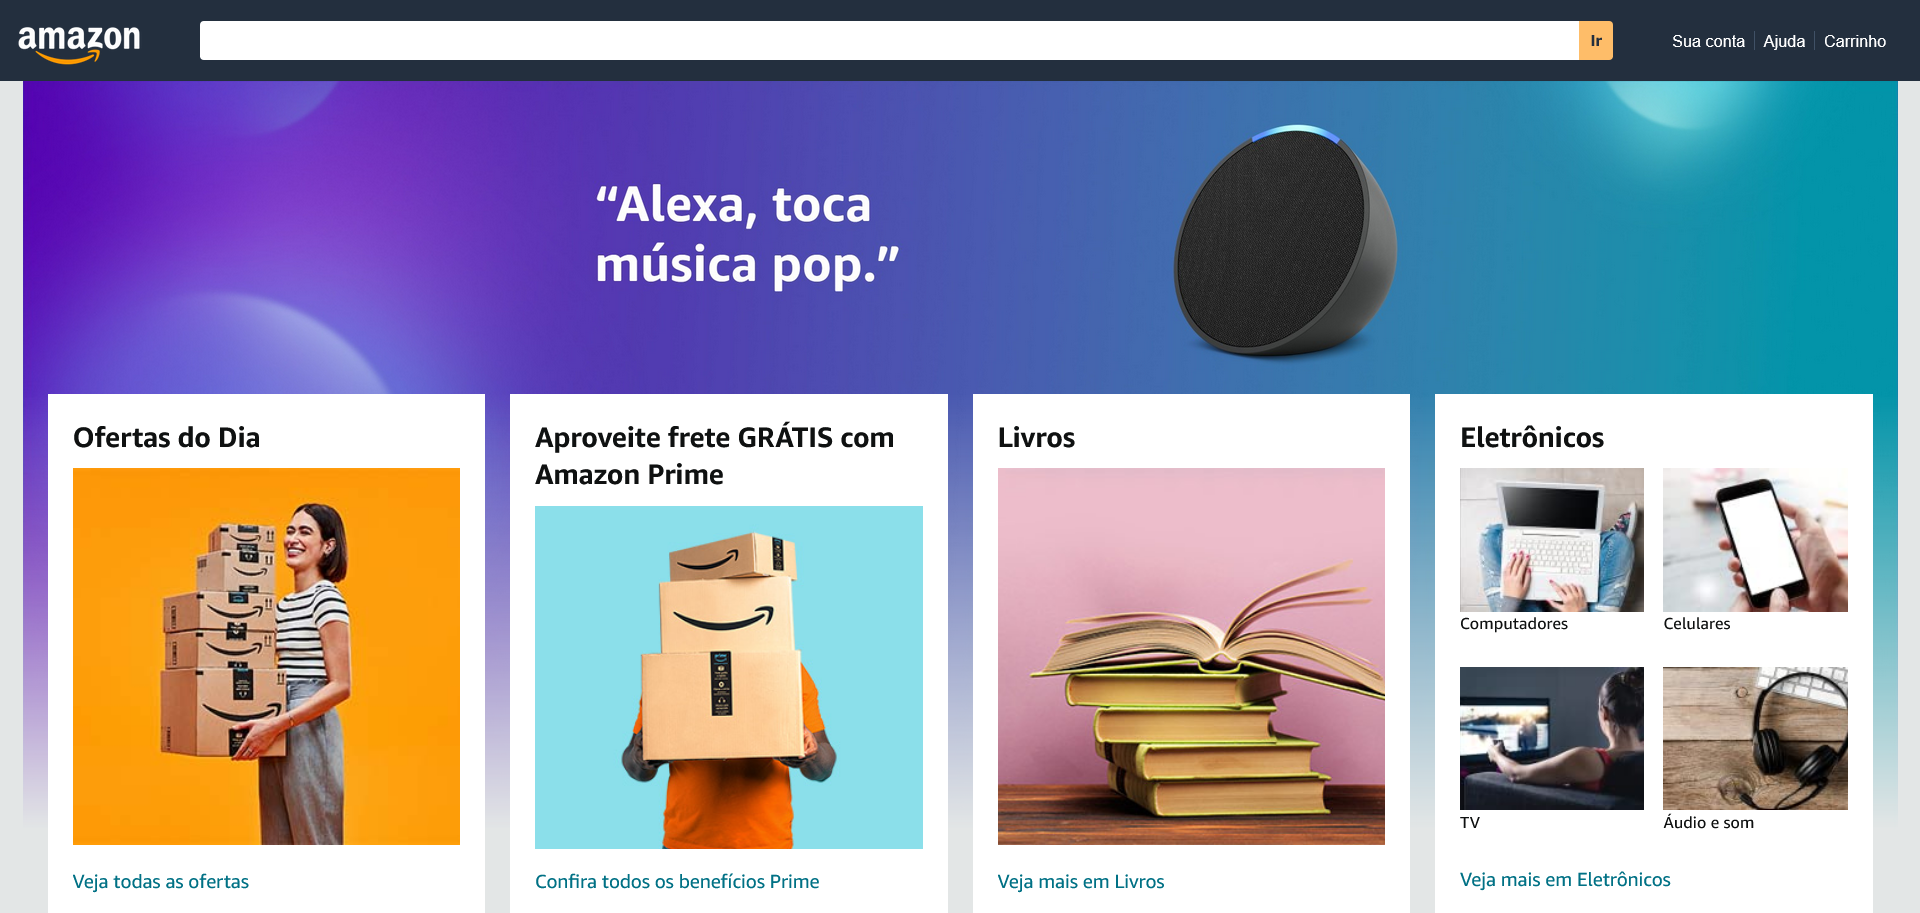 amazon
Ir
Sua conta
Ajuda
Carrinho
“Alexa, toca
música pop.”
Ofertas do Dia
Veja todas as ofertas
Aproveite frete GRÁTIS com
Amazon Prime
Confira todos os benefícios Prime
Livros
Veja mais em Livros
Eletrônicos
Computadores
Celulares
TV
Áudio e som
Veja mais em Eletrônicos